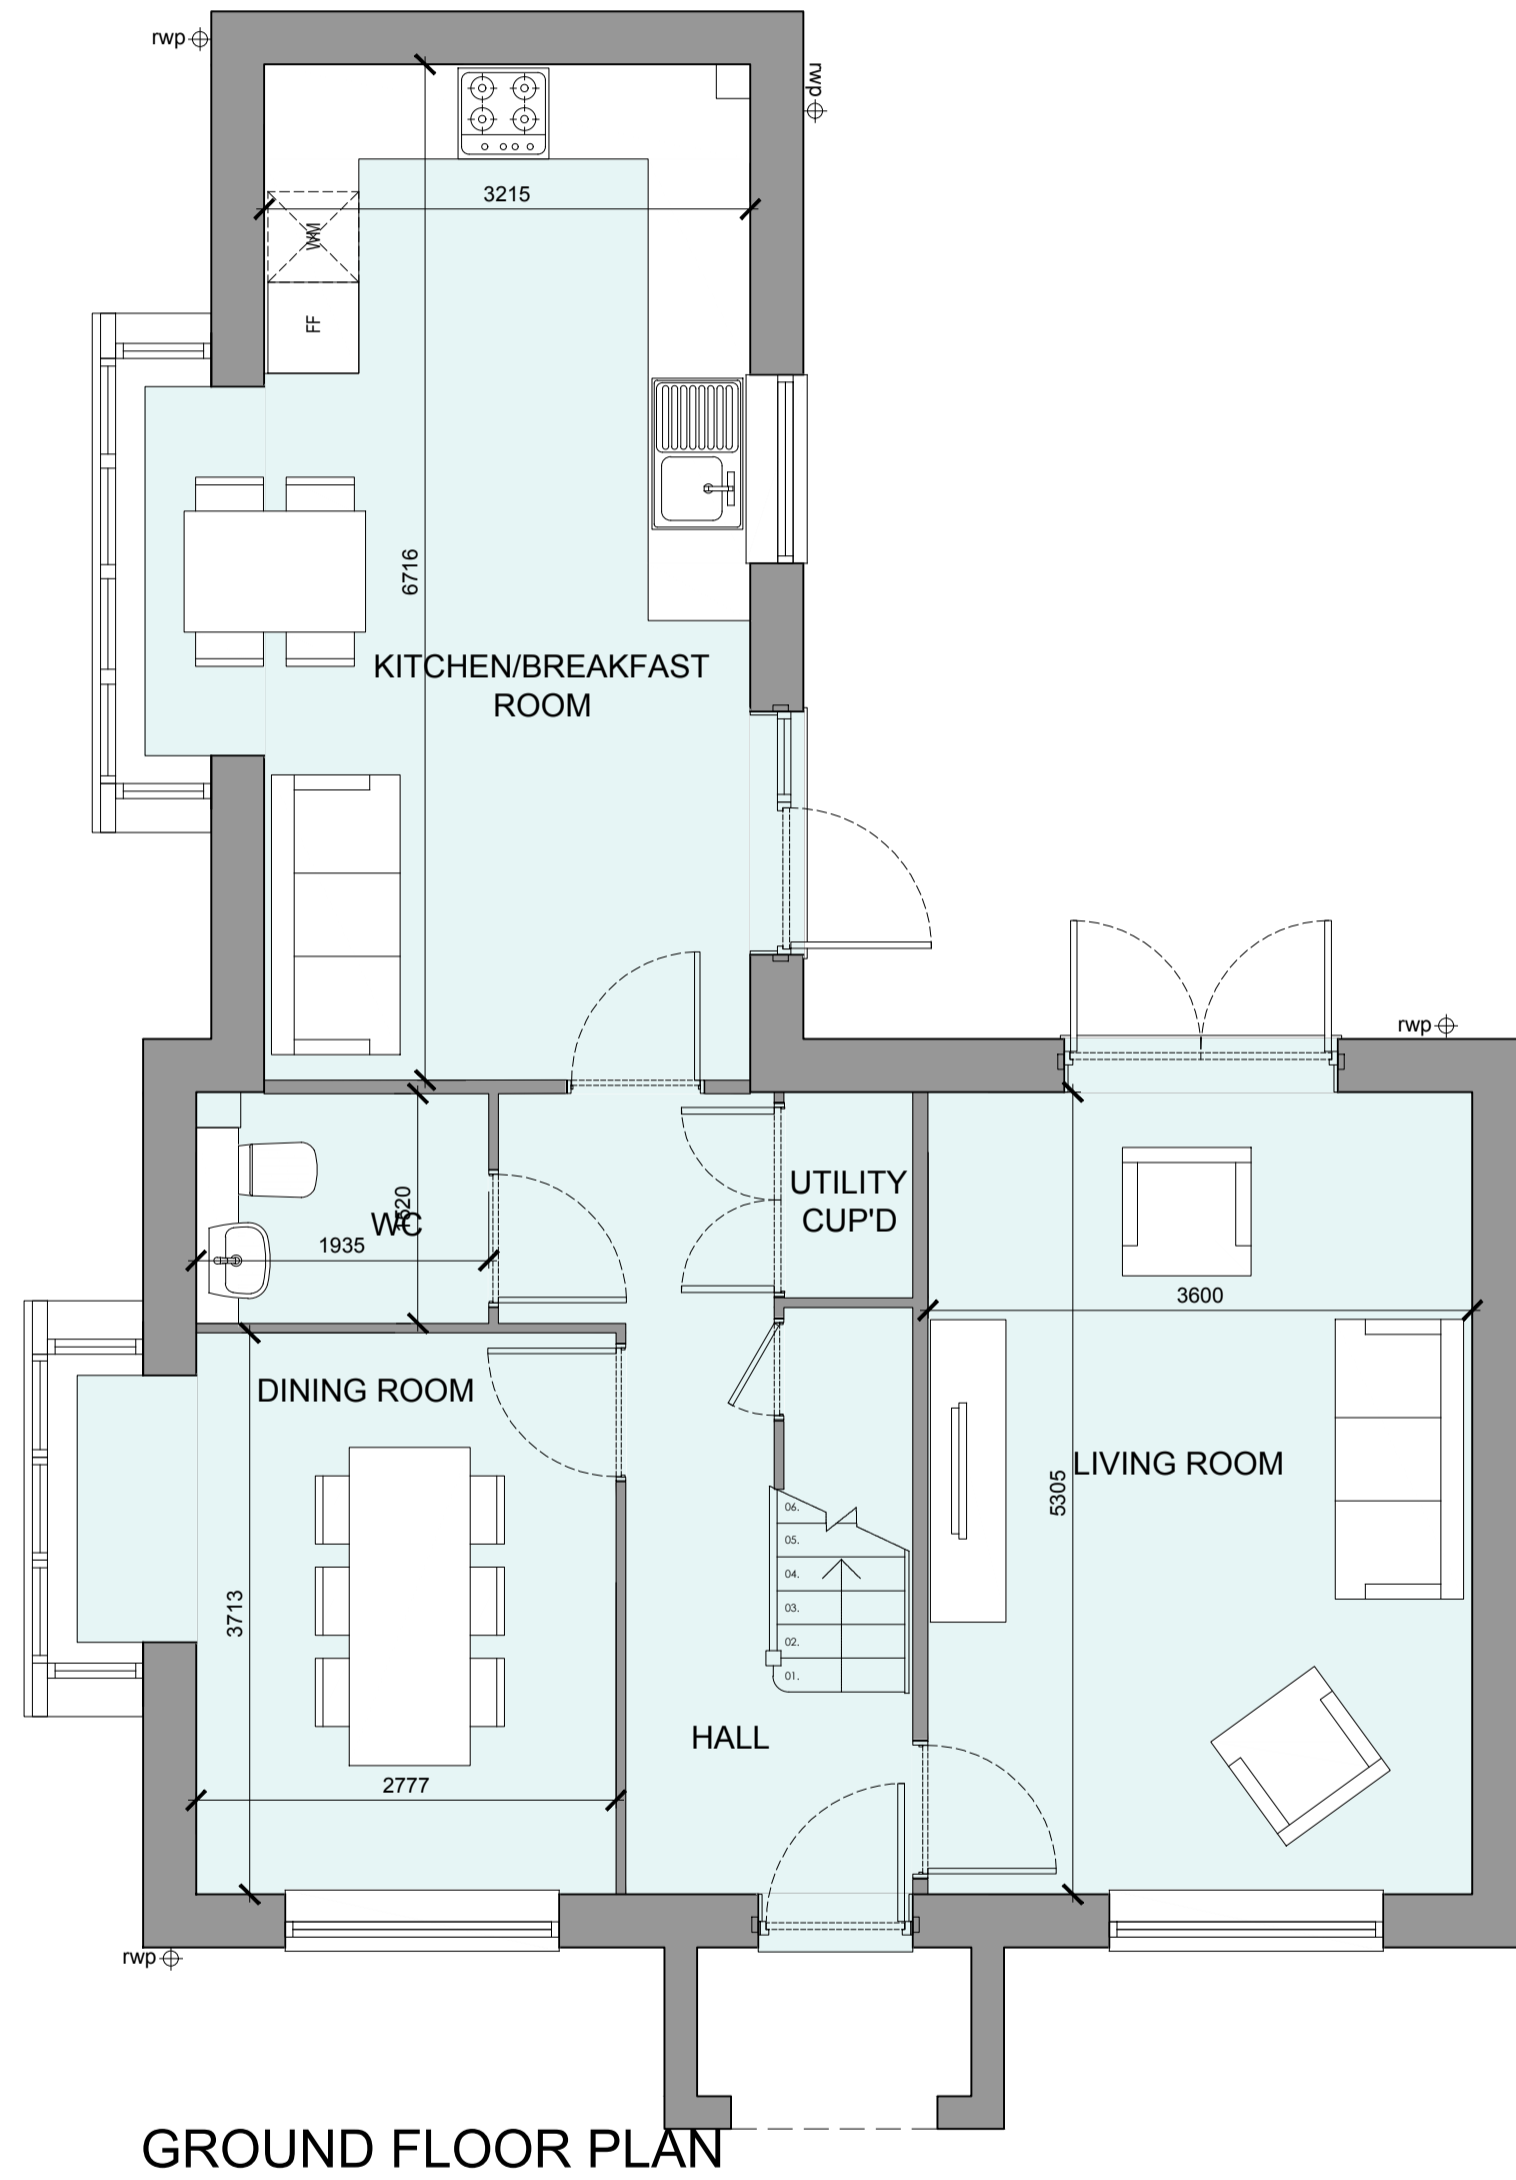 rwp
rwp
3215
WM
FF
6716
KITCHEN/BREAKFAST
ROOM
rwp
UTILITY
CUP'D
WC
1520
1935
3600
DINING ROOM
LIVING ROOM
5305
06.
05.
04.
03.
02.
01.
3713
HALL
2777
rwp
GROUND FLOOR PLAN